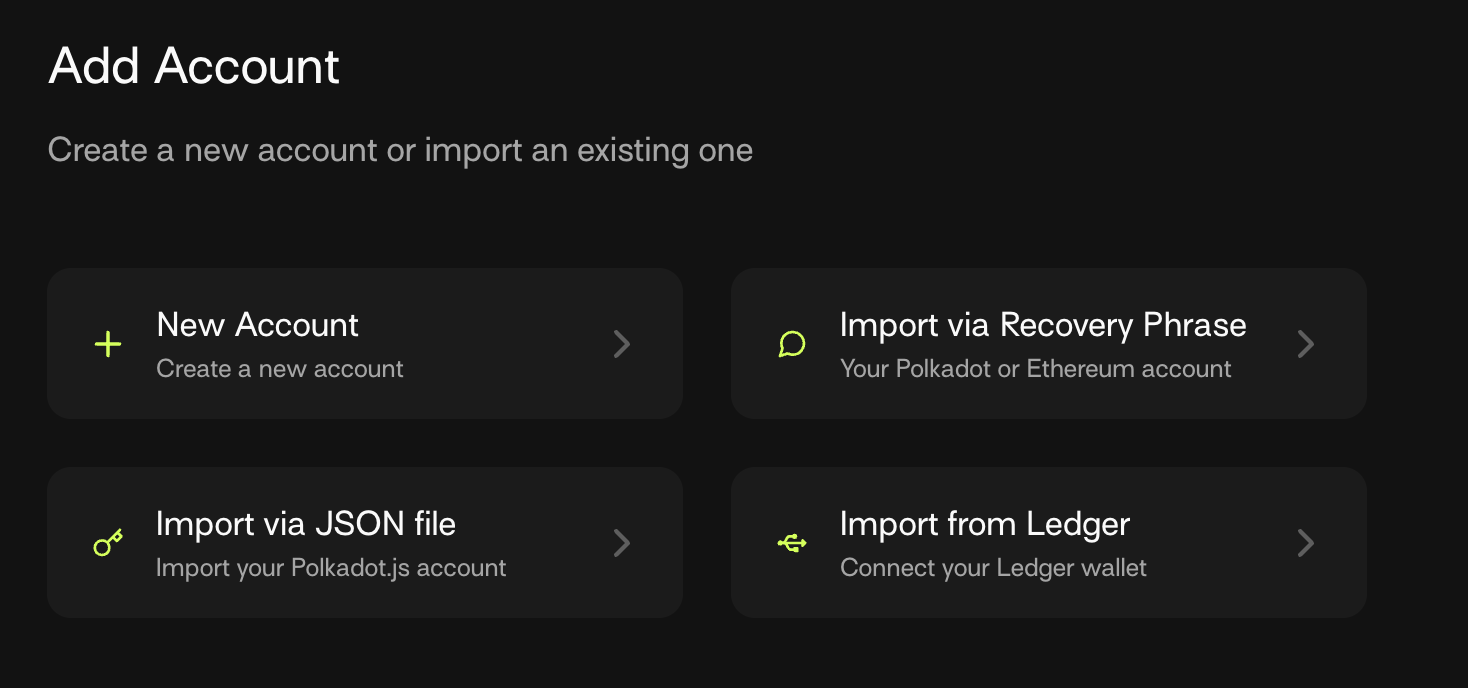 Add Account
Create a new account or import an existing one
New Account
Create a new account
Import via Recovery Phrase
Your Polkadot or Ethereum account
Import via JSON file
Import your Polkadot.js account
Import from Ledger
Connect your Ledger wallet